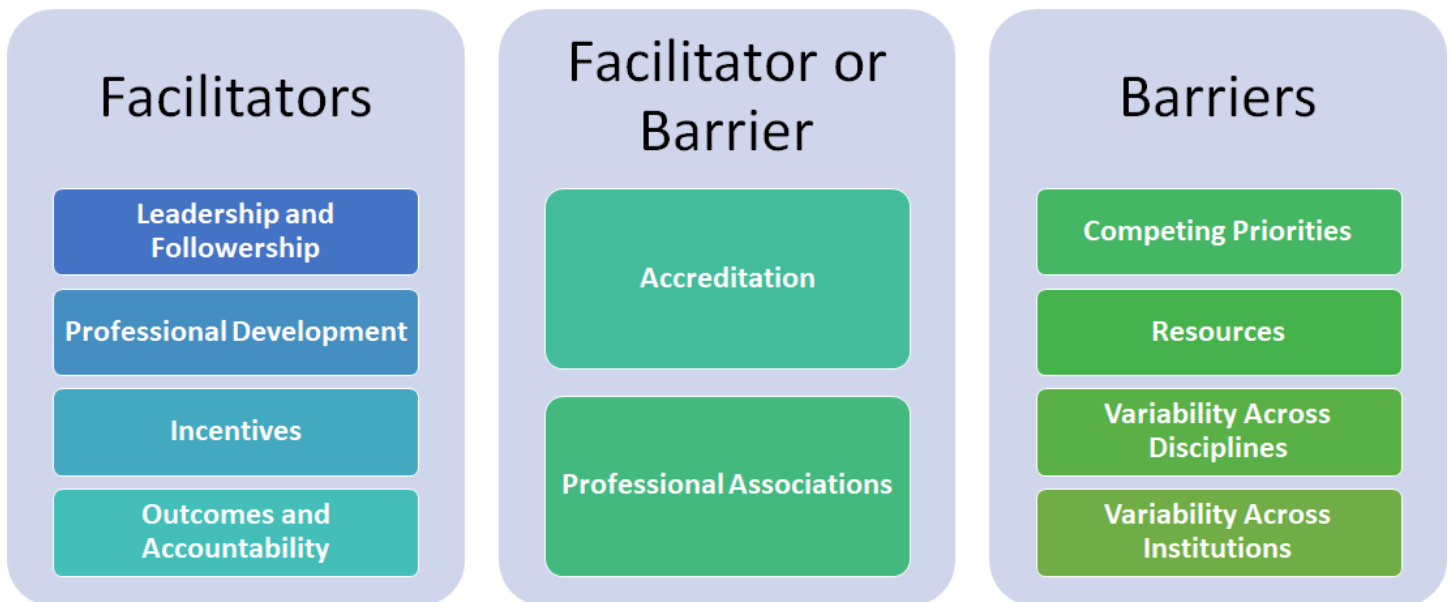 Facilitators
Leadership and
Followership
Professional Development
Incentives
Outcomes and
Accountability
Facilitator or
Barrier
Accreditation
Professional Associations
Barriers
Competing Priorities
Resources
Variability Across
Disciplines
Variability Across
Institutions